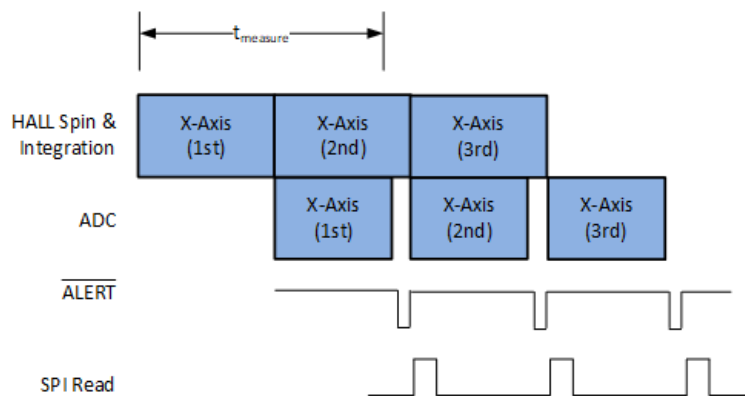 tmeasure
HALL Spin &
Integration
X-Axis
(1st)
X-Axis
(2nd)
X-Axis
(3rd)
ADC
X-Axis
(1st)
X-Axis
(2nd)
X-Axis
(3rd)
ALERT
SPI Read